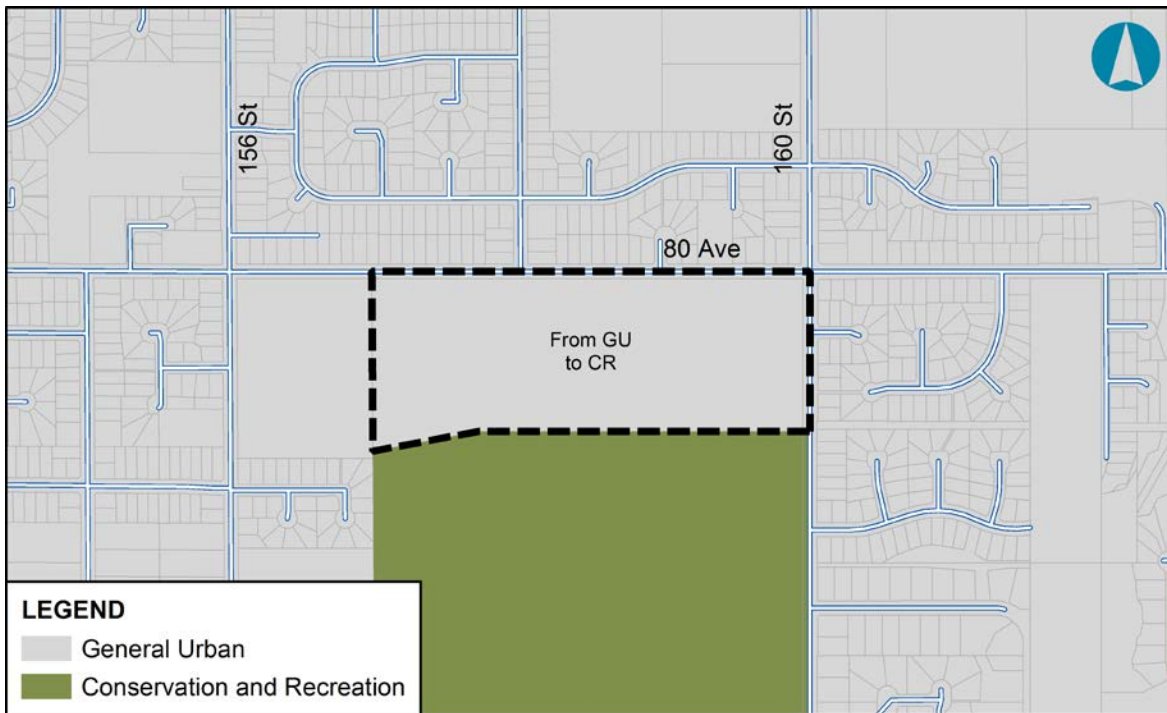 156 St
160 St
80 Ave
From GU
to CR
LEGEND
General Urban
Conservation and Recreation